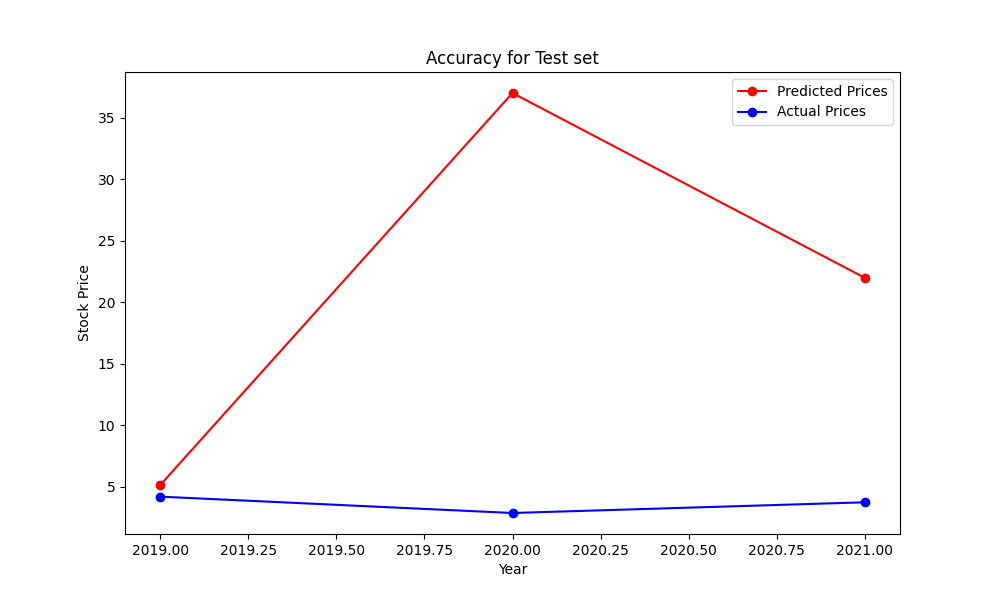 Accuracy for Test set
Predicted Prices
Actual Prices
Stock Price
35
30
25
20
15
10
5
2019.00 2019.25 2019.50 2019.75 2020.00 2020.25 2020.50 2020.75 2021.00
Year